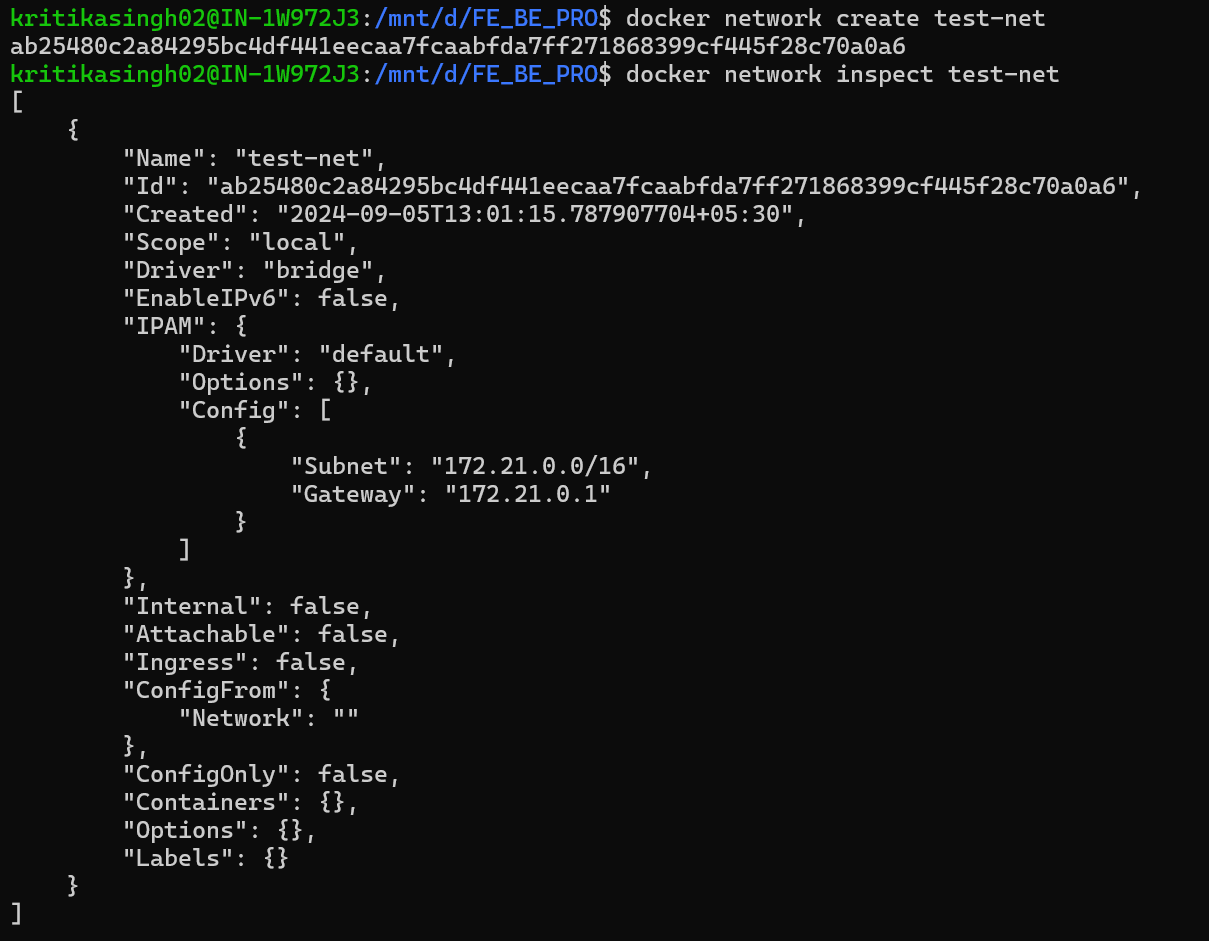 kritikasingh02@IN-1W972J3:/mnt/d/FE_BE_PRO$ docker network create test-net
ab25480c2a84295bc4df441eecaa7fcaabfda7ff271868399cf445f28c70a0a6
kritikasingh02@IN-1W972J3:/mnt/d/FE_BE_PRO$ docker network inspect test-net
[
    {
        "Name": "test-net",
        "Id": "ab25480c2a84295bc4df441eecaa7fcaabfda7ff271868399cf445f28c70a0a6",
        "Created": "2024-09-05T13:01:15.787907704+05:30",
        "Scope": "local",
        "Driver": "bridge",
        "EnableIPv6": false,
        "IPAM": {
            "Driver": "default",
            "Options": {},
            "Config": [
                {
                    "Subnet": "172.21.0.0/16",
                    "Gateway": "172.21.0.1"
                }
            ]
        },
        "Internal": false,
        "Attachable": false,
        "Ingress": false,
        "ConfigFrom": {
            "Network": ""
        },
        "ConfigOnly": false,
        "Containers": {},
        "Options": {},
        "Labels": {}
    }
]